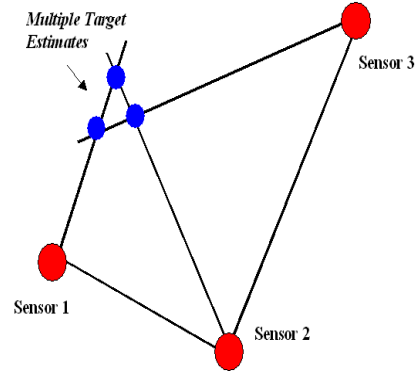 Multiple Target
Estimates
Sensor 3
Sensor 1
Sensor 2